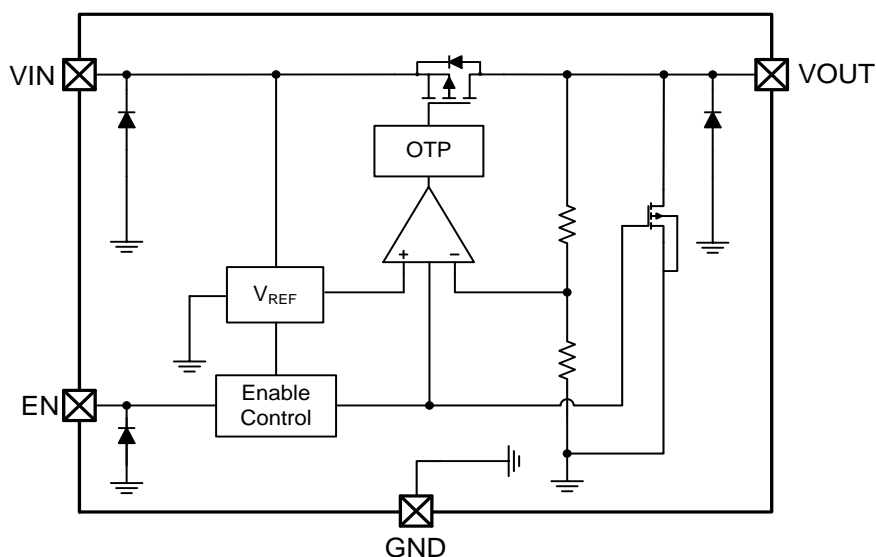 VIN
VOUT
OTP
+ −
VREF
EN
Enable
Control
GND